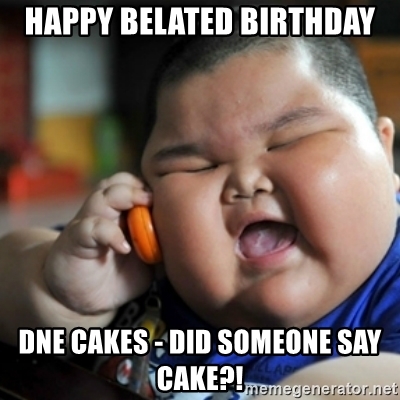 HAPPY BELATED BIRTHDAY
DNE CAKES - DID SOMEONE SAY
CAKE?!
memegenerator.net